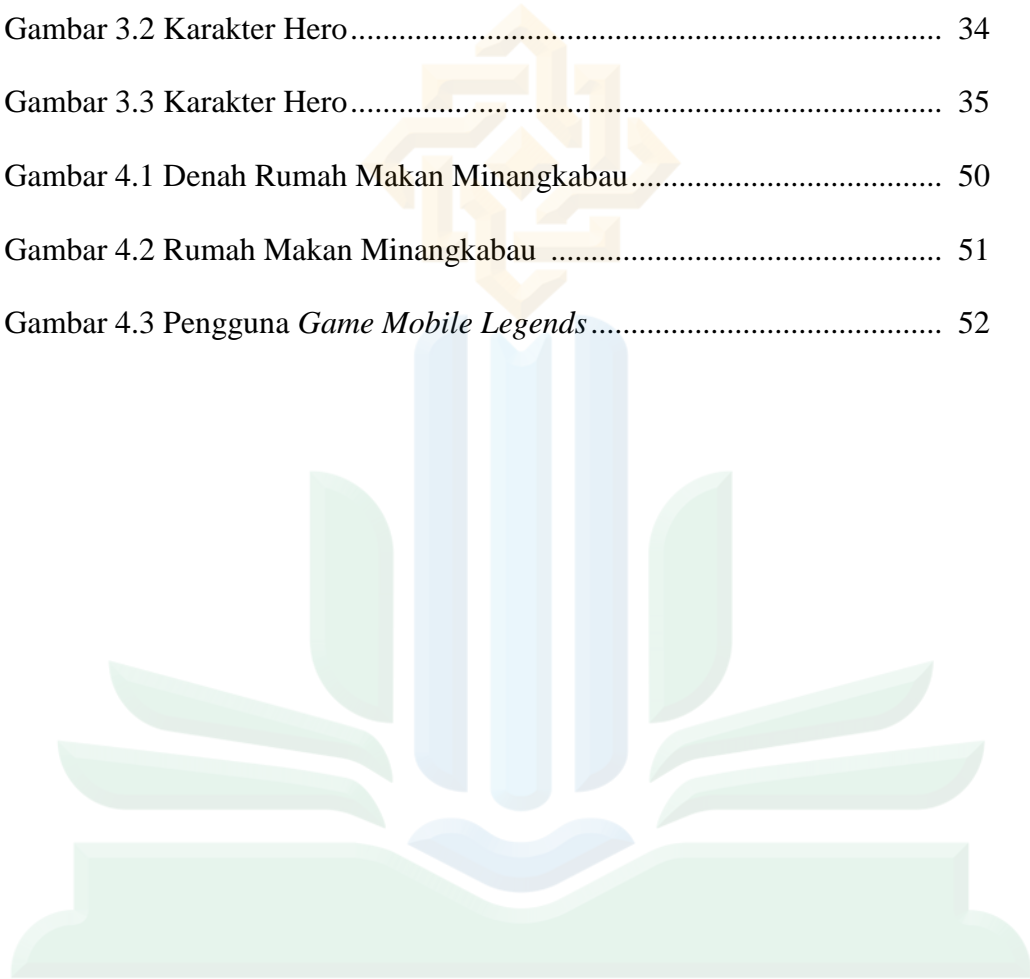 Gambar 3.2 Karakter Hero.......................................................................... 34
Gambar 3.3 Karakter Hero.......................................................................... 35
Gambar 4.1 Denah Rumah Makan Minangkabau....................................... 50
Gambar 4.2 Rumah Makan Minangkabau ................................................. 51
Gambar 4.3 Pengguna Game Mobile Legends............................................ 52